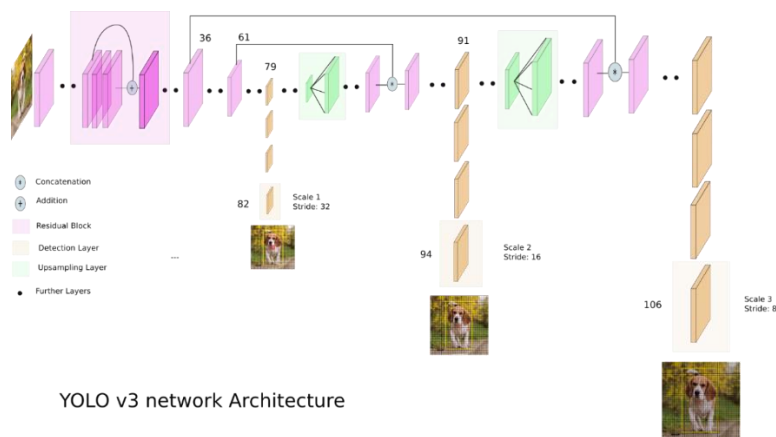 36
61
79
91
82
Scale 1
Stride: 32
94
Scale 2
Stride: 16
106
Scale 3
Stride: 8
Concatenation
Addition
Residual Block
Detection Layer
Upsampling Layer
Further Layers
...
YOLO v3 network Architecture